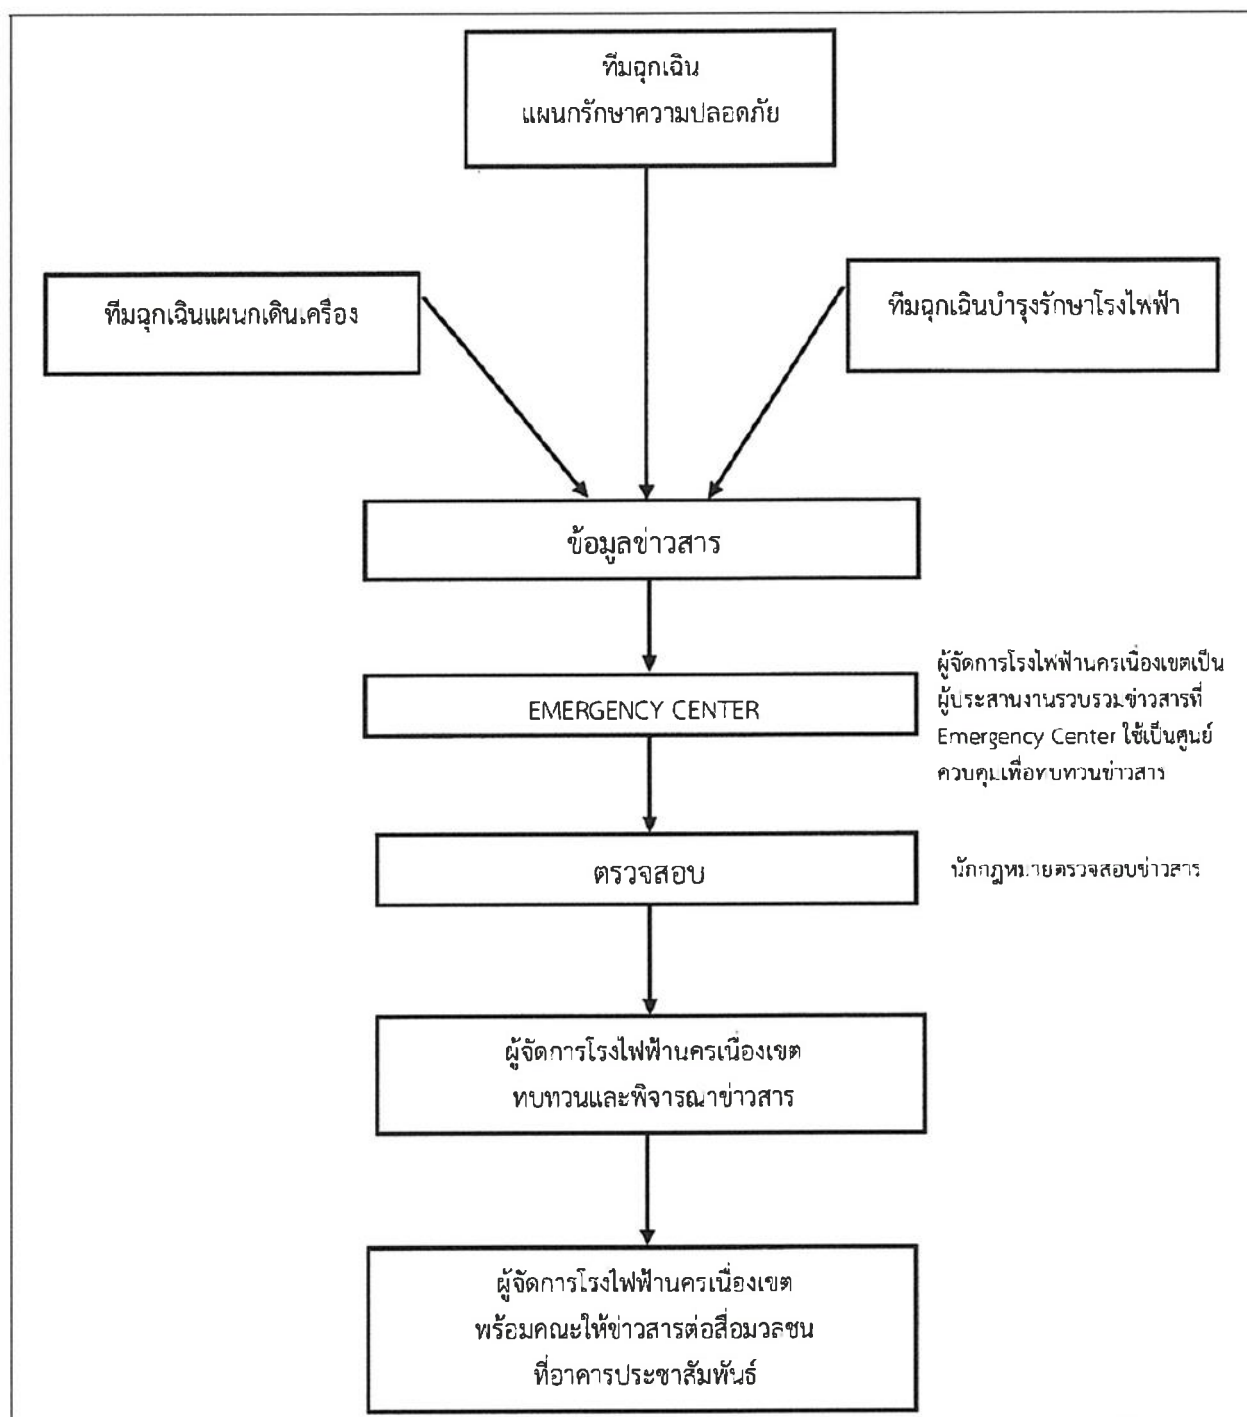 ทีมฉุกเฉิน
แผนกรักษาความปลอดภัย
ทีมฉุกเฉินแผนกเดินเครื่อง
ทีมฉุกเฉินบำรุงรักษาโรงไฟฟ้า
ข้อมูลข่าวสาร
EMERGENCY CENTER
ผู้จัดการโรงไฟฟ้านครเนื่องเขตเป็น
ผู้ประสานงานรวบรวมข่าวสารที่
Emergency Center ใช้เป็นศูนย์
ควบคุมเพื่อทบทวนข่าวสาร
ตรวจสอบ
นักกฎหมายตรวจสอบข่าวสาร
ผู้จัดการโรงไฟฟ้านครเนื่องเขต
ทบทวนและพิจารณาข่าวสาร
ผู้จัดการโรงไฟฟ้านครเนื่องเขต
พร้อมคณะให้ข่าวสารต่อสื่อมวลชน
ที่อาคารประชาสัมพันธ์